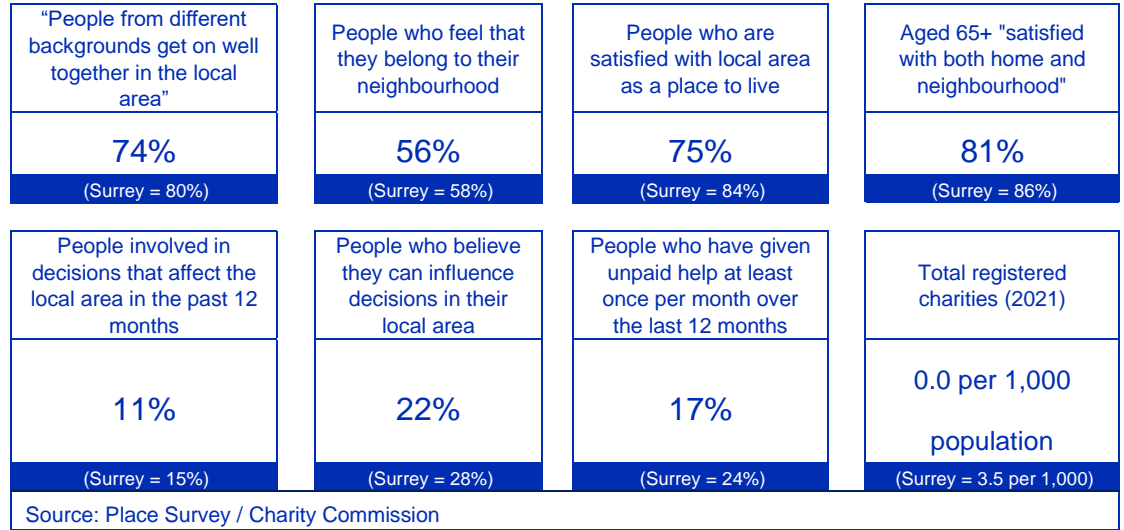 “People from different
backgrounds get on well
together in the local
area”
74%
(Surrey = 80%)
People who feel that
they belong to their
neighbourhood
56%
(Surrey = 58%)
People who are
satisfied with local area
as a place to live
75%
(Surrey = 84%)
Aged 65+ "satisfied
with both home and
neighbourhood"
81%
(Surrey = 86%)
People involved in
decisions that affect the
local area in the past 12
months
11%
(Surrey = 15%)
People who believe
they can influence
decisions in their
local area
22%
(Surrey = 28%)
People who have given
unpaid help at least
once per month over
the last 12 months
17%
(Surrey = 24%)
Total registered
charities (2021)
0.0 per 1,000
population
(Surrey = 3.5 per 1,000)
Source: Place Survey / Charity Commission